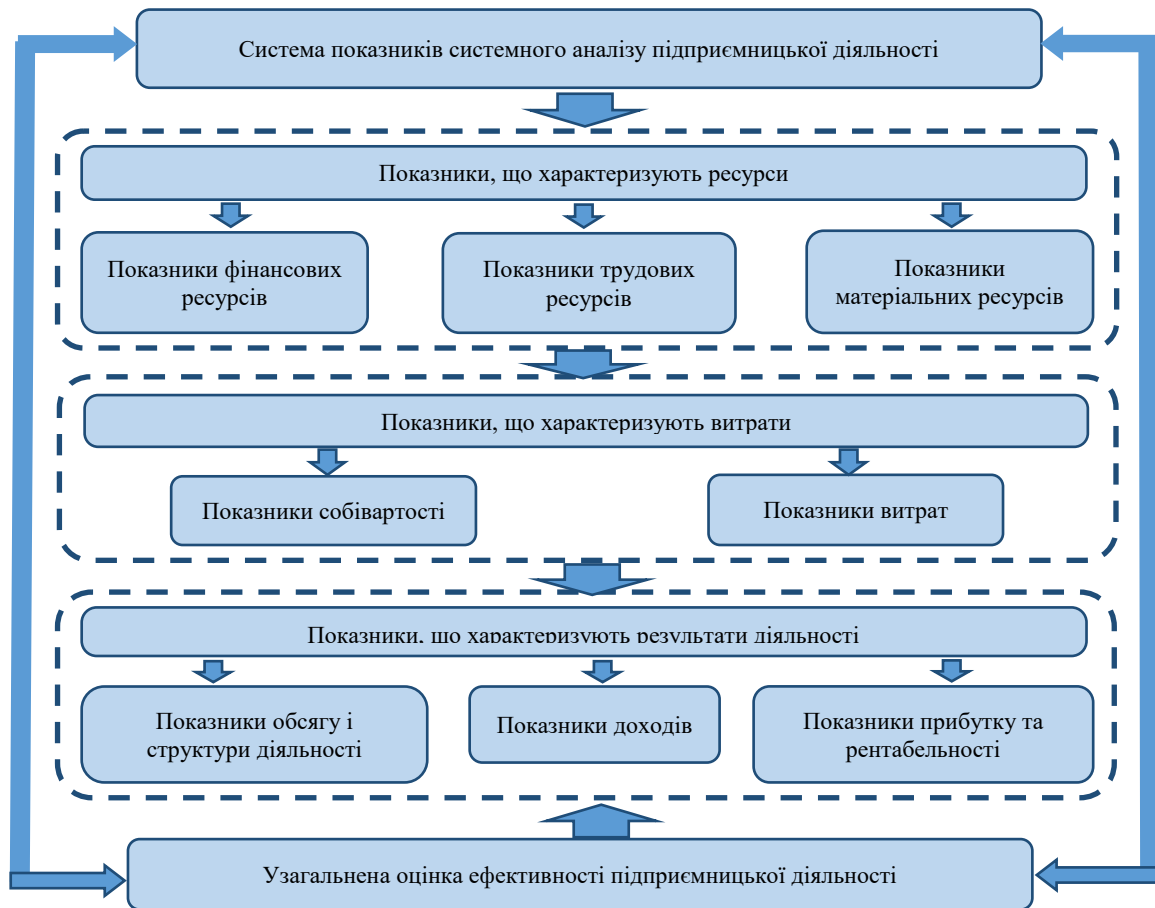 Система показників системного аналізу підприємницької діяльності
Показники, що характеризують ресурси
Показники фінансових
ресурсів
Показники трудових
ресурсів
Показники
матеріальних ресурсів
Показники, що характеризують витрати
Показники собівартості
Показники витрат
Показники, що характеризують результати діяльності
Показники обсягу і
структури діяльності
Показники доходів
Показники прибутку та
рентабельності
Узагальнена оцінка ефективності підприємницької діяльності